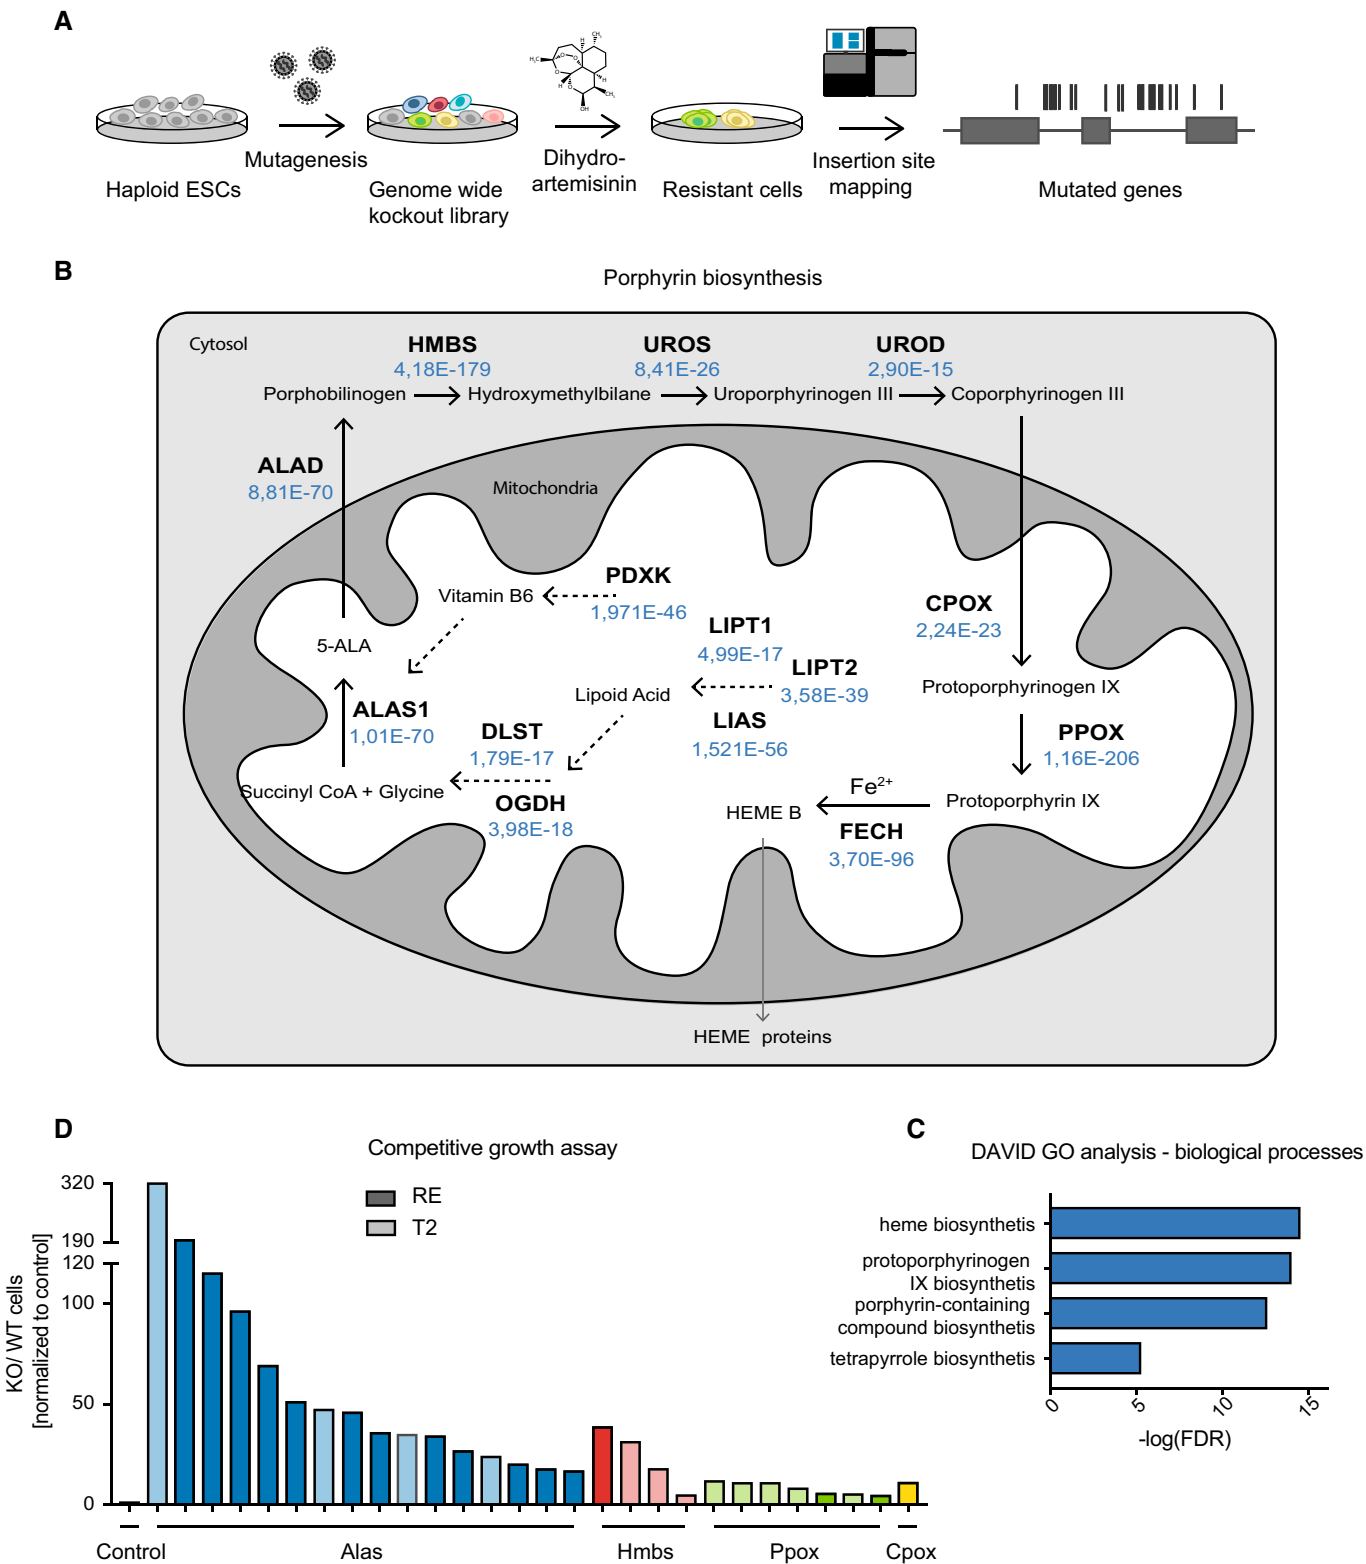 A
H₃C
CH₃
H
O
O
O
O
H
H
CH₃
OH
Mutagenesis
Dihydro-
artemisinin
Insertion site
mapping
Haploid ESCs
Genome wide
kockout library
Resistant cells
Mutated genes
B
Porphyrin biosynthesis
Cytosol
HMBS
4,18E-179
UROS
8,41E-26
UROD
2,90E-15
Porphobilinogen
Hydroxymethylbilane
Uroporphyrinogen III
Coporphyrinogen III
ALAD
8,81E-70
Mitochondria
Vitamin B6
PDXK
1,971E-46
CPOX
2,24E-23
5-ALA
LIPT1
4,99E-17
LIPT2
3,58E-39
Lipoid Acid
LIAS
1,521E-56
Protoporphyrinogen IX
ALAS1
1,01E-70
DLST
1,79E-17
PPOX
1,16E-206
Succinyl CoA + Glycine
OGDH
3,98E-18
HEME B
Fe²⁺
Protoporphyrin IX
FECH
3,70E-96
HEME proteins
D
Competitive growth assay
RE
T2
KO/ WT cells
[normalized to control]
320
190
120
100
50
0
Control
Alas
Hmbs
Ppox
Cpox
C
DAVID GO analysis - biological processes
heme biosynthetis
protoporphyrinogen
IX biosynthetis
porphyrin-containing
compound biosynthetis
tetrapyrrole biosynthetis
0
5
10
15
-log(FDR)